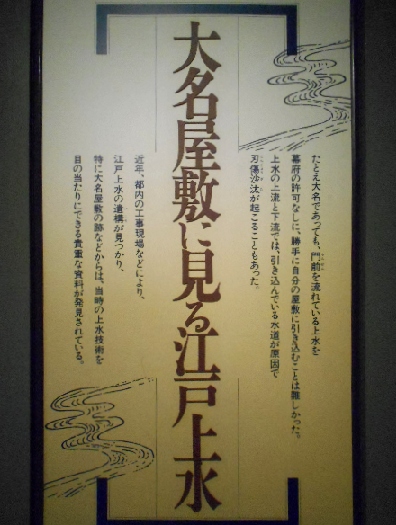 たとえ大名であっても、門前を流れている上水を
幕府の許可なしに、勝手に自分の屋敷に引き込むことは難しかった。
上水の上流と下流では、引き込んでいる水道が原因で
刃傷沙汰が起こることもあった。
大名屋敷に見る江戸上水
近年、都内の工事現場などにより、
江戸上水の遺構が見つかり、
特に大名屋敷の跡などからは、当時の上水技術を
目の当たりにできる貴重な資料が発見されている。